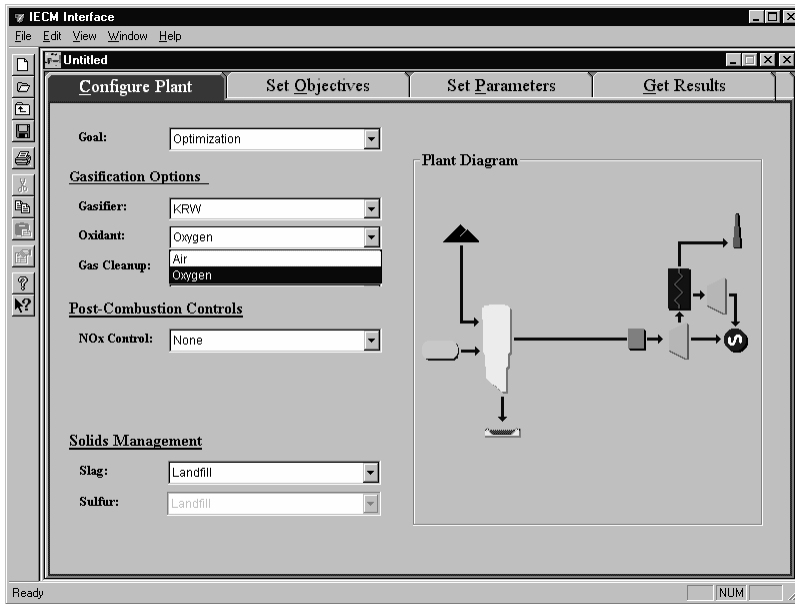 IECM Interface
File Edit View Window Help
Untitled
Configure Plant Set Objectives Set Parameters Get Results
Goal: Optimization
Plant Diagram
Gasification Options
Gasifier: KRW
Oxidant: Oxygen
Air
Gas Cleanup: Oxygen
Post-Combustion Controls
NOx Control: None
Solids Management
Slag: Landfill
Sulfur: Landfill
Ready NUM